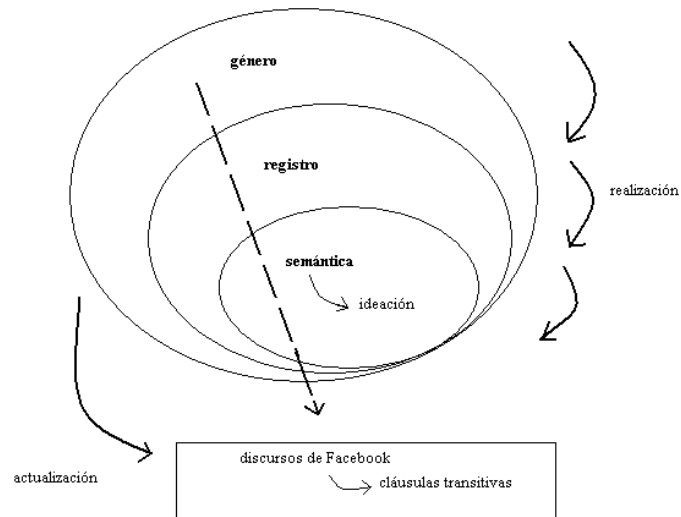 género
registro
realización
semántica
ideación
discursos de Facebook
actualización
cláusulas transitivas